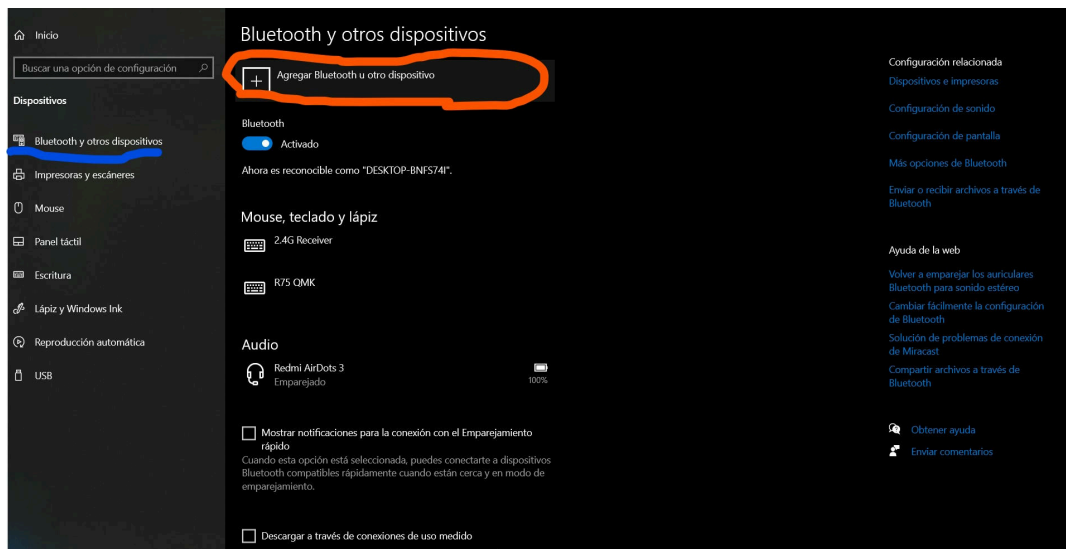 Inicio
Buscar una opción de configuración
Dispositivos
Bluetooth y otros dispositivos
Impresoras y escáneres
Mouse
Panel táctil
Escritura
Lápiz y Windows Ink
Reproducción automática
USB
Bluetooth y otros dispositivos
Agregar Bluetooth u otro dispositivo
Bluetooth
Activado
Ahora es reconocible como "DESKTOP-BNFS74I".
Mouse, teclado y lápiz
2.4G Receiver
R75 QMK
Audio
Redmi AirDots 3
Emparejado
100%
Mostrar notificaciones para la conexión con el Emparejamiento
rápido
Cuando esta opción está seleccionada, puedes conectarte a dispositivos
Bluetooth compatibles rápidamente cuando están cerca y en modo de
emparejamiento.
Descargar a través de conexiones de uso medido
Configuración relacionada
Dispositivos e impresoras
Configuración de sonido
Configuración de pantalla
Más opciones de Bluetooth
Enviar o recibir archivos a través de
Bluetooth
Ayuda de la web
Volver a emparejar los auriculares
Bluetooth para sonido estéreo
Cambiar fácilmente la configuración
de Bluetooth
Solución de problemas de conexión
de Miracast
Compartir archivos a través de
Bluetooth
Obtener ayuda
Enviar comentarios